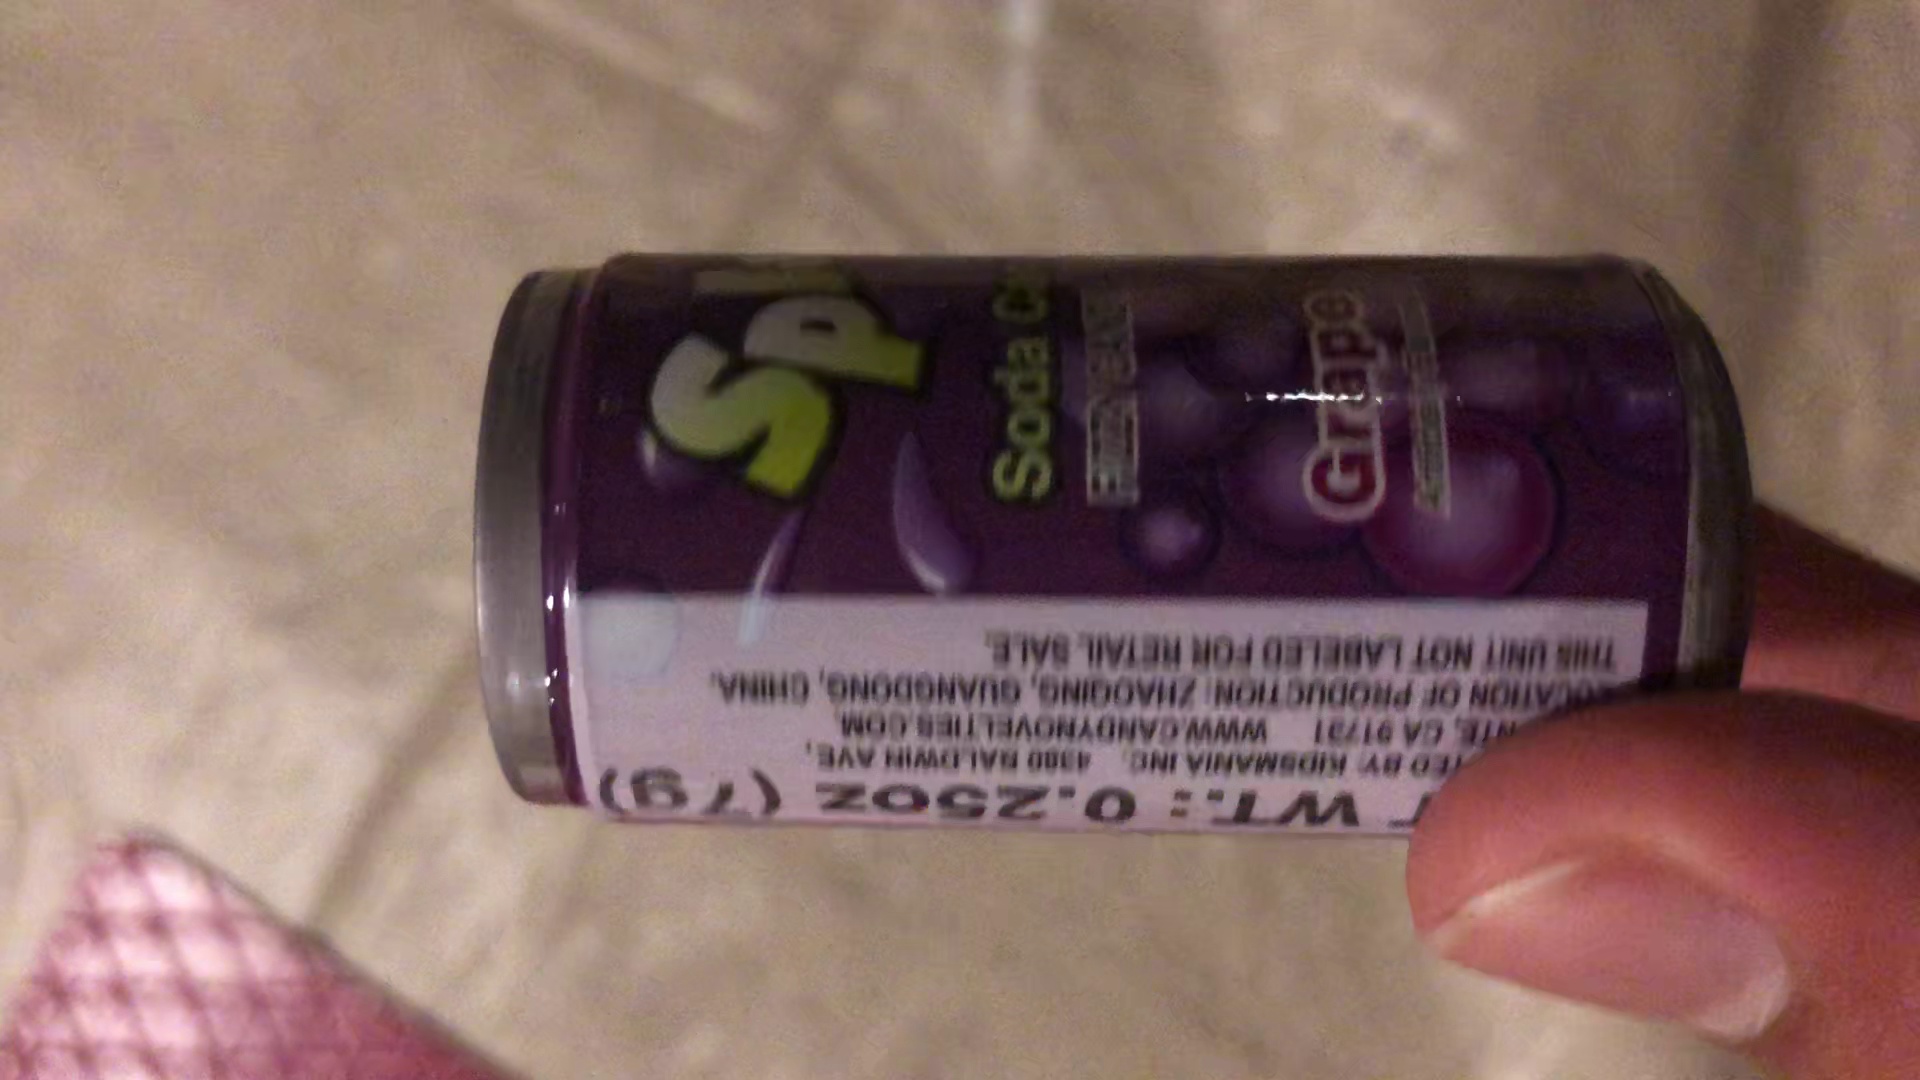 Sp
Soda
Grape
WT.: 0.25oz (7g)
BY: KIDSMANIA INC. 4380 BALDWIN AVE,
NTE, CA 91731 WWW.CANDYNOVELTIES.COM
OCATION OF PRODUCTION: ZHAOQING, GUANGDONG, CHINA.
THIS UNIT NOT LABELED FOR RETAIL SALE.